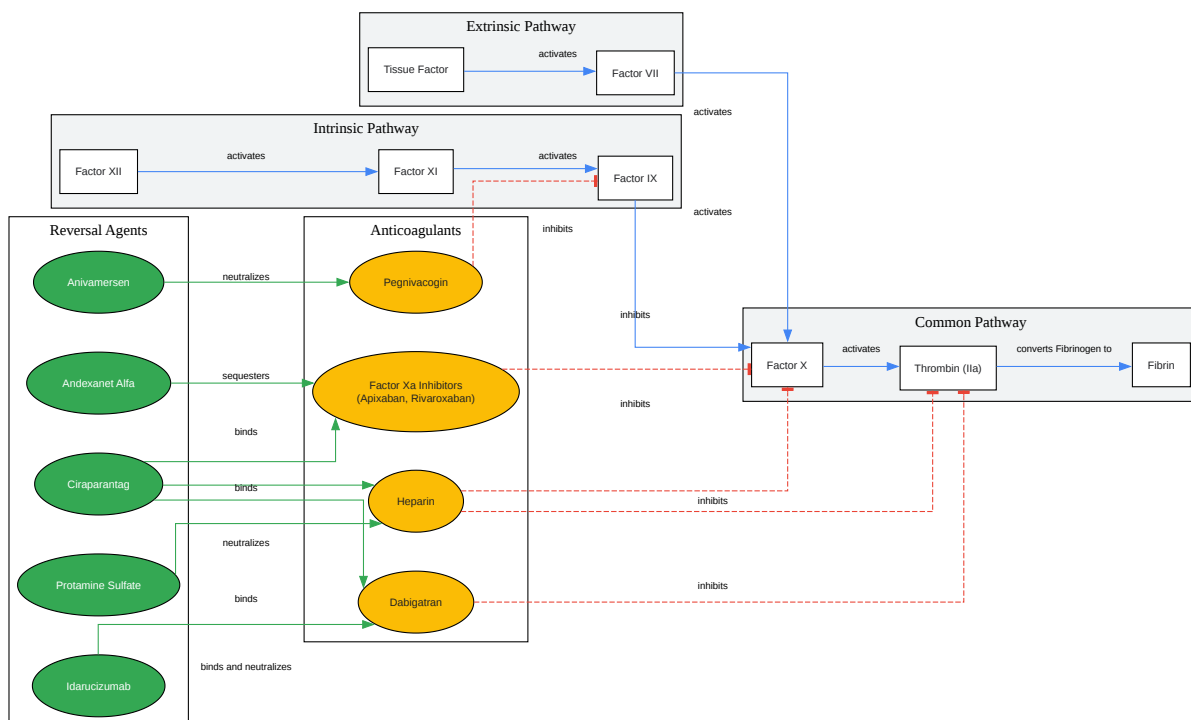 Extrinsic Pathway
Tissue Factor
activates
Factor VII
activates
Intrinsic Pathway
Factor XII
activates
Factor XI
activates
Factor IX
activates
inhibits
Reversal Agents
Anivamersen
Andexanet Alfa
Ciraparantag
Protamine Sulfate
Idarucizumab
neutralizes
sequesters
binds
binds
neutralizes
binds
binds and neutralizes
Anticoagulants
Pegnivacogin
Factor Xa Inhibitors
(Apixaban, Rivaroxaban)
Heparin
Dabigatran
inhibits
inhibits
inhibits
inhibits
Common Pathway
Factor X
activates
Thrombin (IIa)
converts Fibrinogen to
Fibrin